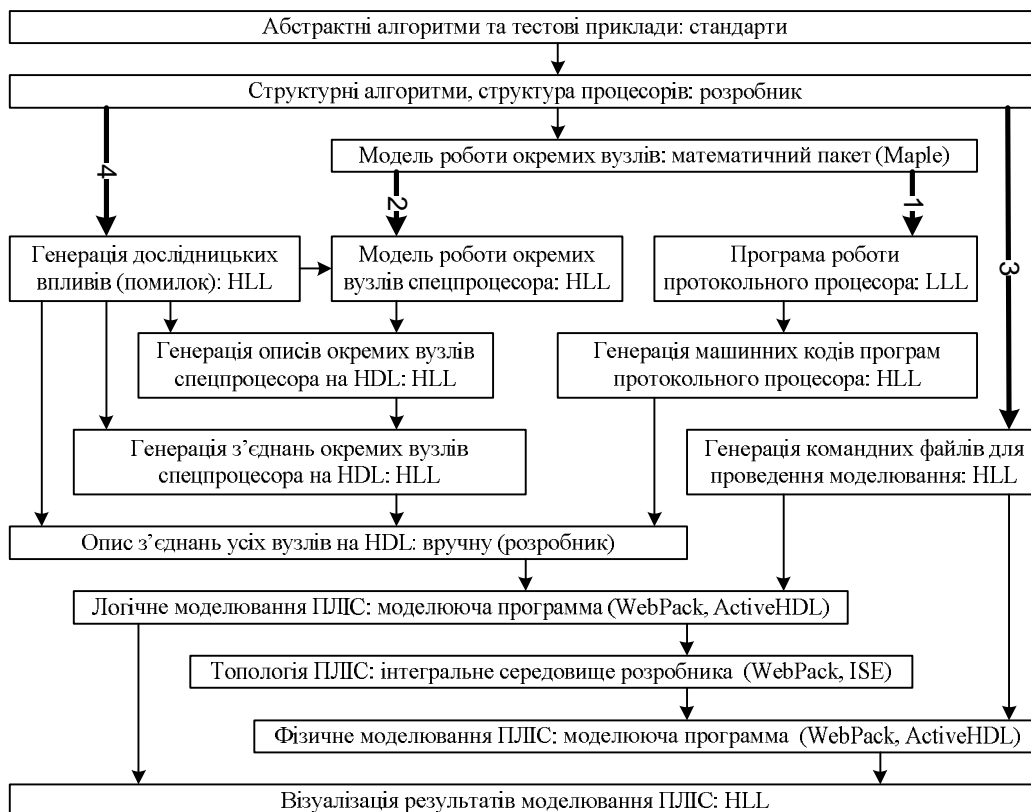 Абстрактні алгоритми та тестові приклади: стандарти
Структурні алгоритми, структура процесорів: розробник
Модель роботи окремих вузлів: математичний пакет (Maple)
4
2
1
3
Генерація дослідницьких
впливів (помилок): HLL
Модель роботи окремих
вузлів спецпроцесора: HLL
Програма роботи
протокольного процесора: LLL
Генерація описів окремих вузлів
спецпроцесора на HDL: HLL
Генерація машинних кодів програм
протокольного процесора: HLL
Генерація з’єднань окремих вузлів
спецпроцесора на HDL: HLL
Генерація командних файлів для
проведення моделювання: HLL
Опис з’єднань усіх вузлів на HDL: вручну (розробник)
Логічне моделювання ПЛІС: моделююча программа (WebPack, ActiveHDL)
Топологія ПЛІС: інтегральне середовище розробника (WebPack, ISE)
Фізичне моделювання ПЛІС: моделююча программа (WebPack, ActiveHDL)
Візуалізація результатів моделювання ПЛІС: HLL